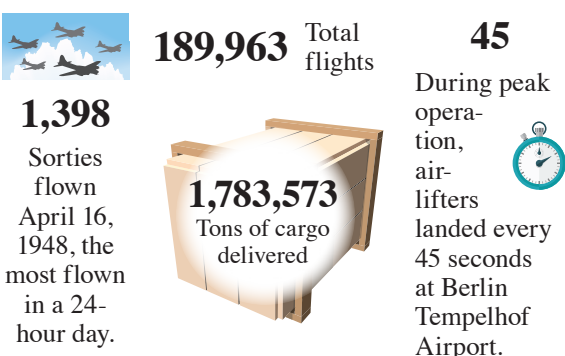 1,398
Sorties
flown
April 16,
1948, the
most flown
in a 24-
hour day.
189,963 Total
flights
1,783,573
Tons of cargo
delivered
45
During peak
opera-
tion,
air-
lifters
landed every
45 seconds
at Berlin
Tempelhof
Airport.